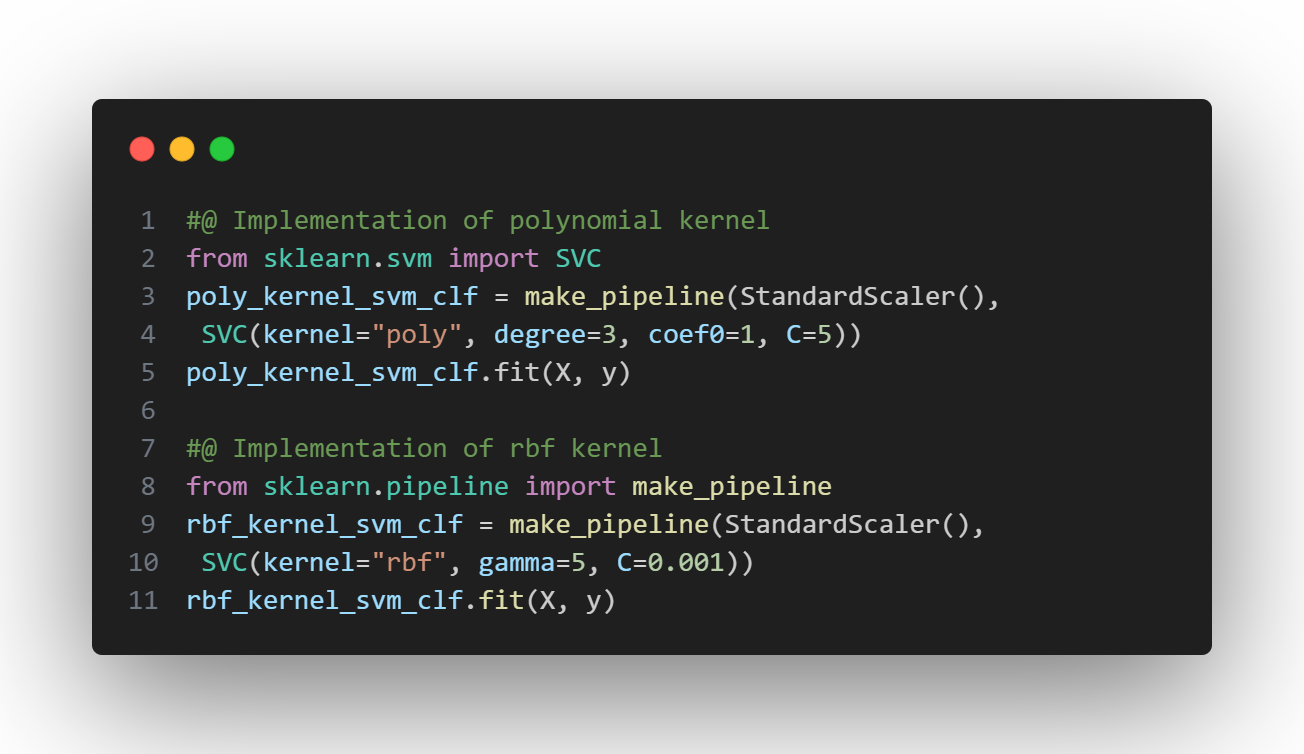 1 #@ Implementation of polynomial kernel
2 from sklearn.svm import SVC
3 poly_kernel_svm_clf = make_pipeline(StandardScaler(),
4  SVC(kernel="poly", degree=3, coef0=1, C=5))
5 poly_kernel_svm_clf.fit(X, y)
6
7 #@ Implementation of rbf kernel
8 from sklearn.pipeline import make_pipeline
9 rbf_kernel_svm_clf = make_pipeline(StandardScaler(),
10  SVC(kernel="rbf", gamma=5, C=0.001))
11 rbf_kernel_svm_clf.fit(X, y)